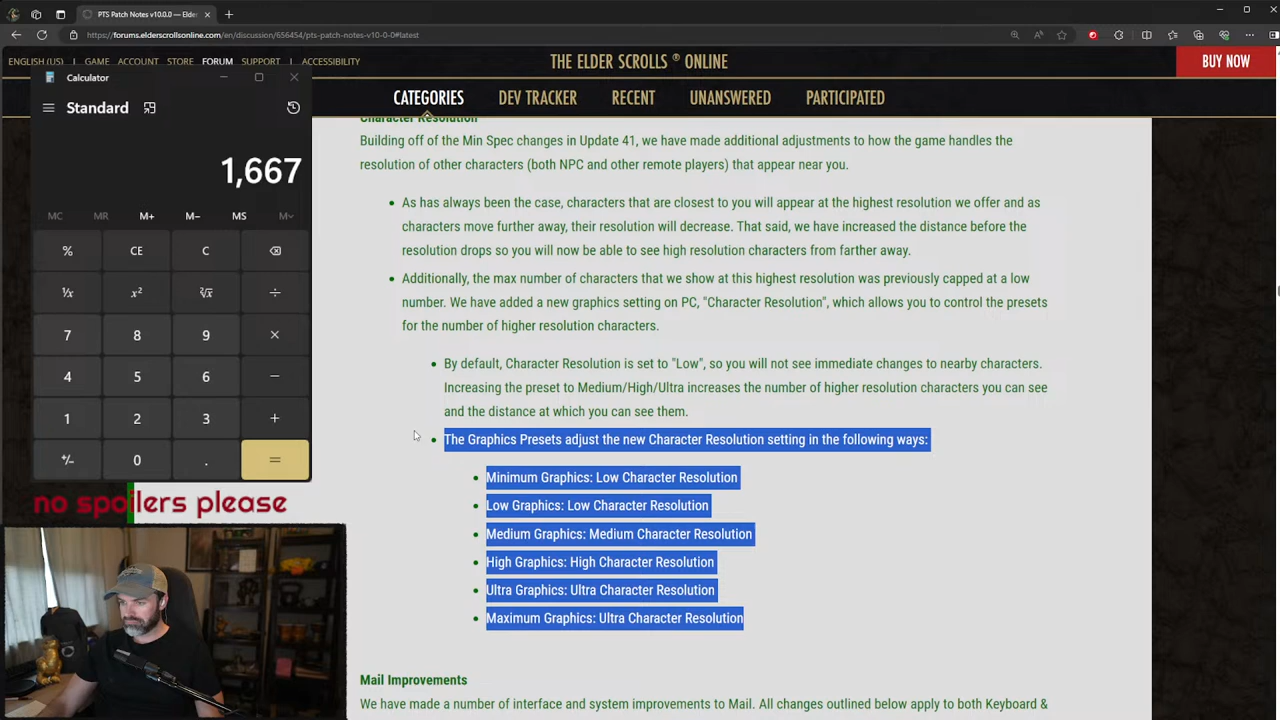 PTS Patch Notes v10.0.0 — Elder
https://forums.elderscrollsonline.com/en/discussion/656454/pts-patch-notes-v10-0-0#latest
ENGLISH (US) | GAME ACCOUNT STORE FORUM SUPPORT | ACCESSIBILITY
THE ELDER SCROLLS ® ONLINE
BUY NOW
CATEGORIES DEV TRACKER RECENT UNANSWERED PARTICIPATED
Calculator
Standard
1,667
MC MR M+ M− MS M
% CE C
¹/x x² ²√x ÷
7 8 9 ×
4 5 6 −
1 2 3 +
+/− 0 . =
no spoilers please
Character Resolution
Building off of the Min Spec changes in Update 41, we have made additional adjustments to how the game handles the
resolution of other characters (both NPC and other remote players) that appear near you.
As has always been the case, characters that are closest to you will appear at the highest resolution we offer and as
characters move further away, their resolution will decrease. That said, we have increased the distance before the
resolution drops so you will now be able to see high resolution characters from farther away.
Additionally, the max number of characters that we show at this highest resolution was previously capped at a low
number. We have added a new graphics setting on PC, "Character Resolution", which allows you to control the presets
for the number of higher resolution characters.
By default, Character Resolution is set to "Low", so you will not see immediate changes to nearby characters.
Increasing the preset to Medium/High/Ultra increases the number of higher resolution characters you can see
and the distance at which you can see them.
The Graphics Presets adjust the new Character Resolution setting in the following ways:
Minimum Graphics: Low Character Resolution
Low Graphics: Low Character Resolution
Medium Graphics: Medium Character Resolution
High Graphics: High Character Resolution
Ultra Graphics: Ultra Character Resolution
Maximum Graphics: Ultra Character Resolution
Mail Improvements
We have made a number of interface and system improvements to Mail. All changes outlined below apply to both Keyboard &